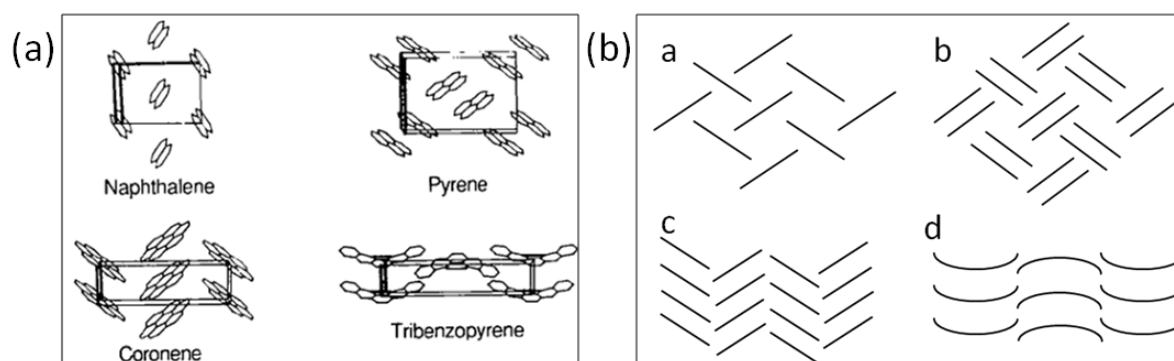 (a)
Naphthalene
Pyrene
Coronene
Tribenzopyrene
(b)
a
b
c
d